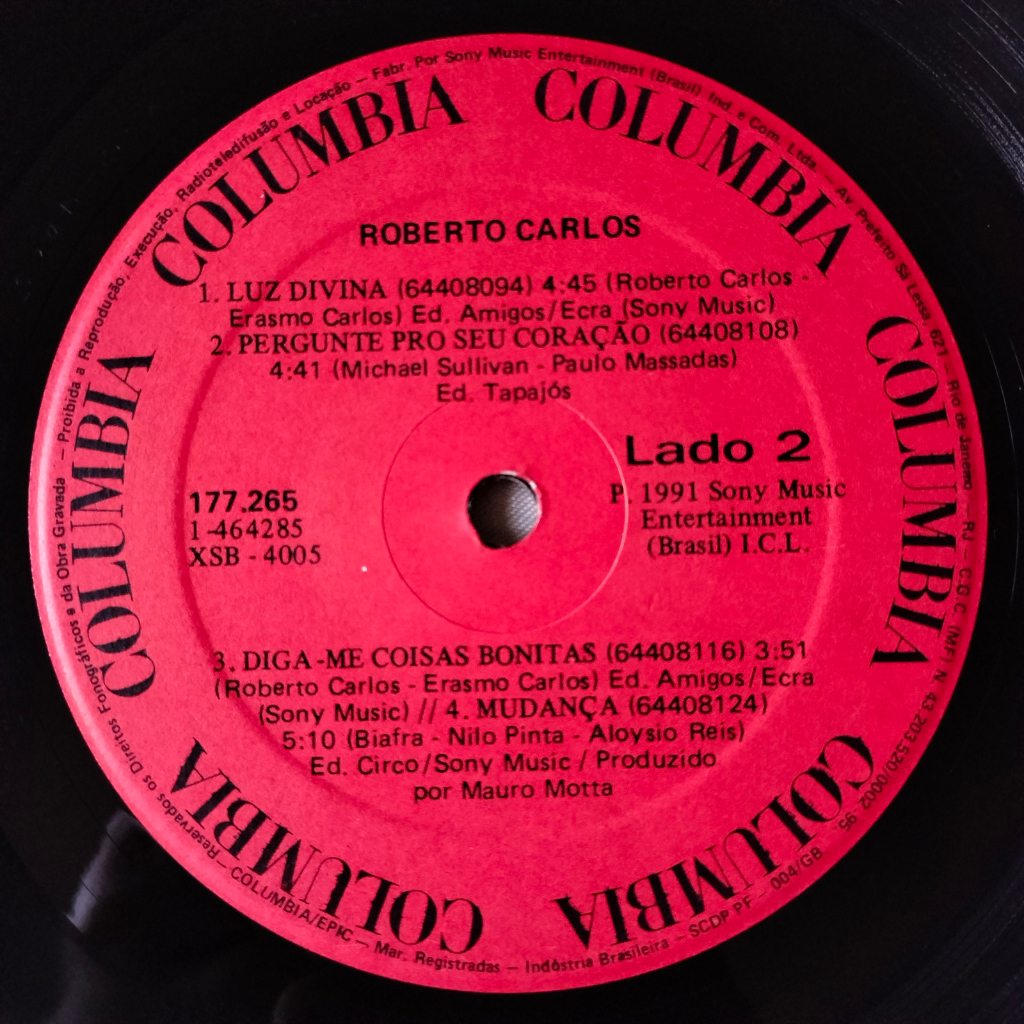 ROBERTO CARLOS
1. LUZ DIVINA (64408094) 4:45 (Roberto Carlos -
Erasmo Carlos) Ed. Amigos/Ecra (Sony Music)
2. PERGUNTE PRO SEU CORAÇÃO (64408108)
4:41 (Michael Sullivan - Paulo Massadas)
Ed. Tapajós
Lado 2
177.265
1-464285
XSB - 4005
P. 1991 Sony Music
Entertainment
(Brasil) I.C.L.
3. DIGA-ME COISAS BONITAS (64408116) 3:51
(Roberto Carlos - Erasmo Carlos) Ed. Amigos/Ecra
(Sony Music) // 4. MUDANÇA (64408124)
5:10 (Biafra - Nilo Pinta - Aloysio Reis)
Ed. Circo/Sony Music / Produzido
por Mauro Motta
COLUMBIA
COLUMBIA
COLUMBIA
COLUMBIA
COLUMBIA
COLUMBIA
COLUMBIA
Reservados os Direitos Fonográficos e da Obra Gravada — Proibida a Reprodução, Execução, Radioteledifusão e Locação — Fabr. Por Sony Music Entertainment (Brasil) Ind. e Com. Ltda. — Av. Prefeito Sá Lessa 621 — Rio de Janeiro — RJ — C.G.C. (MF) N. 43.203.520/0002 95.
— COLUMBIA/EPIC — Mar. Registradas — Indústria Brasileira — SCDP PF 004/GB